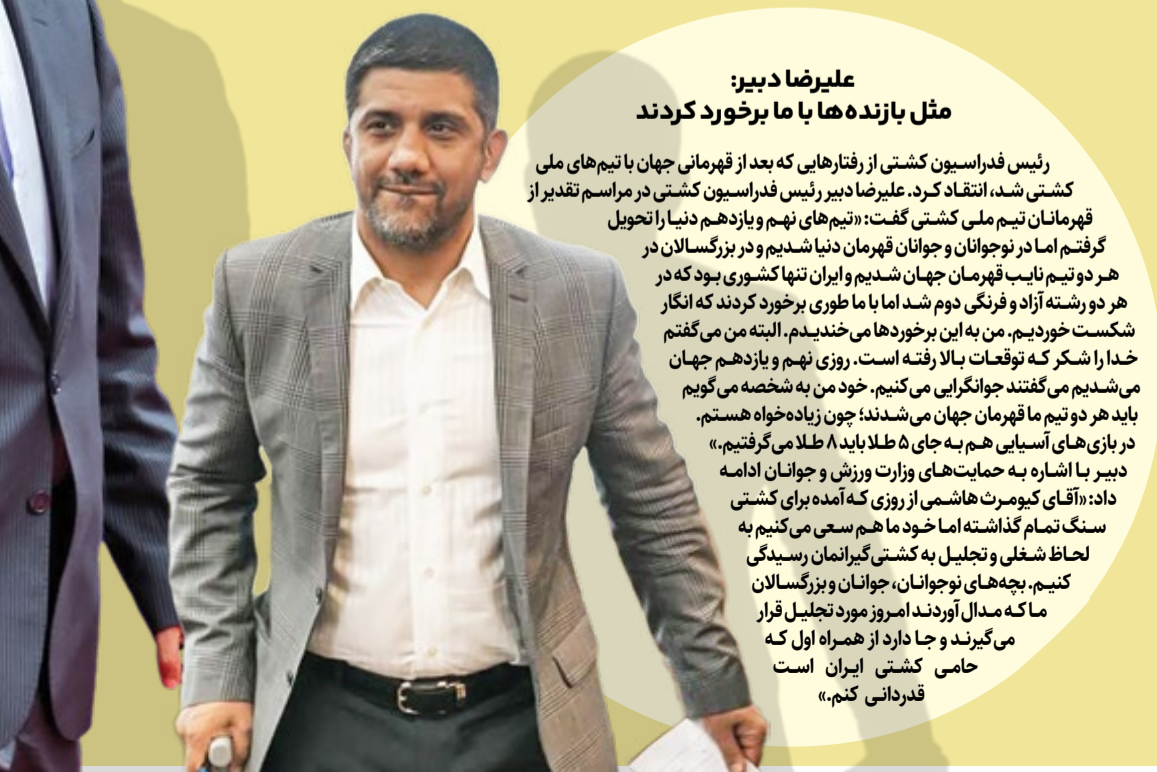 علیرضا دبیر:
مثل بازنده‌ها با ما برخورد کردند
رئیس فدراسیون کشتی از رفتارهایی که بعد از قهرمانی جهان با تیم‌های ملی
کشتی شد، انتقاد کرد. علیرضا دبیر رئیس فدراسیون کشتی در مراسم تقدیر از
قهرمانان تیم ملی کشتی گفت: «تیم‌های نهم و یازدهم دنیا را تحویل
گرفتم اما در نوجوانان و جوانان قهرمان دنیا شدیم و در بزرگسالان در
هر دو تیم نایب قهرمان جهان شدیم و ایران تنها کشوری بود که در
هر دو رشته آزاد و فرنگی دوم شد اما با ما طوری برخورد کردند که انگار
شکست خوردیم. من به این برخوردها می‌خندیدم. البته من می‌گفتم
خدا را شکر که توقعات بالا رفته است. روزی نهم و یازدهم جهان
می‌شدیم می‌گفتند جوانگرایی می‌کنیم. خود من به شخصه می‌گویم
باید هر دو تیم ما قهرمان جهان می‌شدند؛ چون زیاده‌خواه هستم.
در بازی‌های آسیایی هم به جای ۵ طلا باید ۸ طلا می‌گرفتیم.»
دبیر با اشاره به حمایت‌های وزارت ورزش و جوانان ادامه
داد: «آقای کیومرث هاشمی از روزی که آمده برای کشتی
سنگ تمام گذاشته اما خود ما هم سعی می‌کنیم به
لحاظ شغلی و تجلیل به کشتی‌گیرانمان رسیدگی
کنیم. بچه‌های نوجوانان، جوانان و بزرگسالان
ما که مدال آوردند امروز مورد تجلیل قرار
می‌گیرند و جا دارد از همراه اول که
حامی کشتی ایران است
قدردانی کنم.»